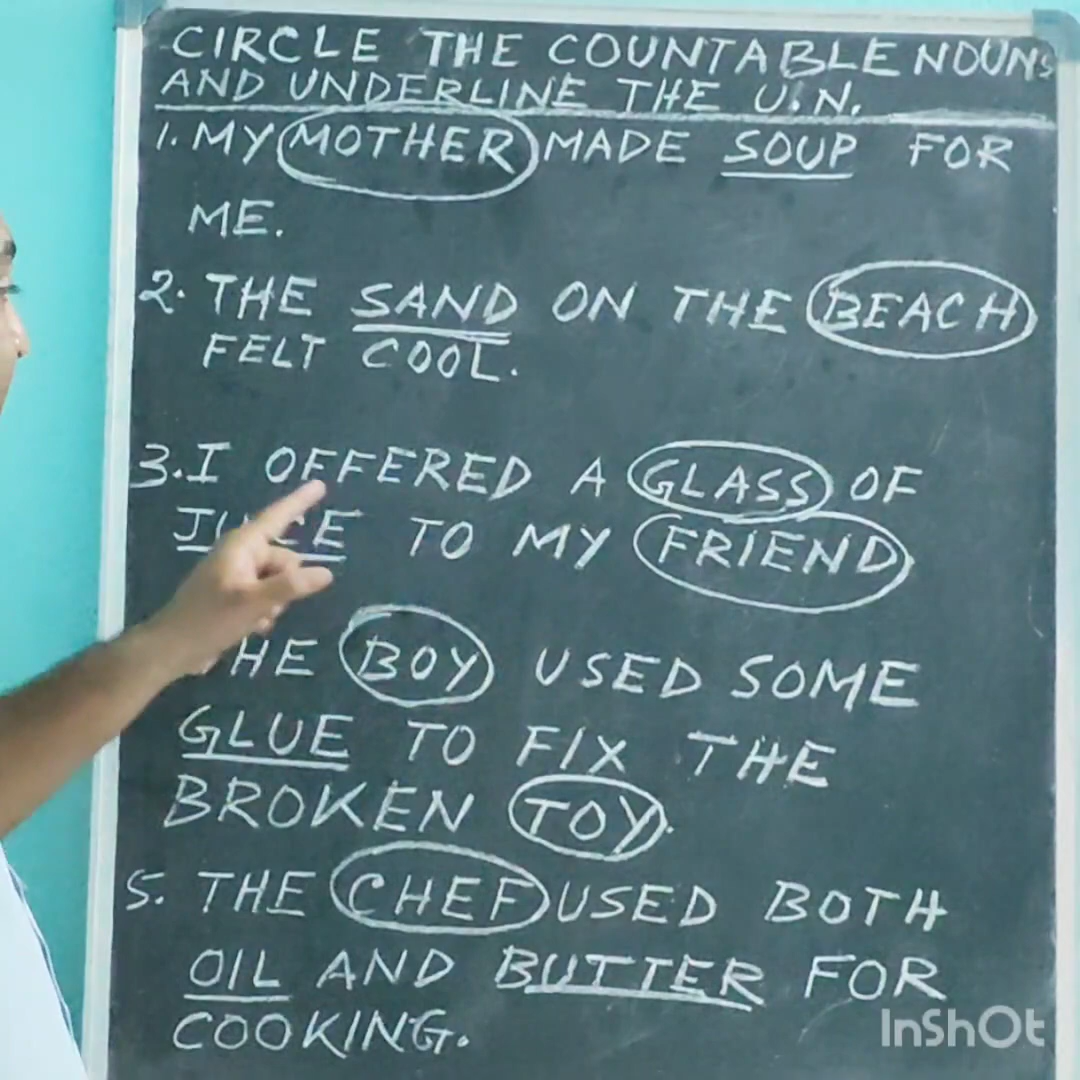 CIRCLE THE COUNTABLE NOUNS
AND UNDERLINE THE U.N.
1. MY MOTHER MADE SOUP FOR
ME.
2. THE SAND ON THE BEACH
FELT COOL.
3. I OFFERED A GLASS OF
JUICE TO MY FRIEND.
THE BOY USED SOME
GLUE TO FIX THE
BROKEN TOY.
5. THE CHEF USED BOTH
OIL AND BUTTER FOR
COOKING.
InShOt